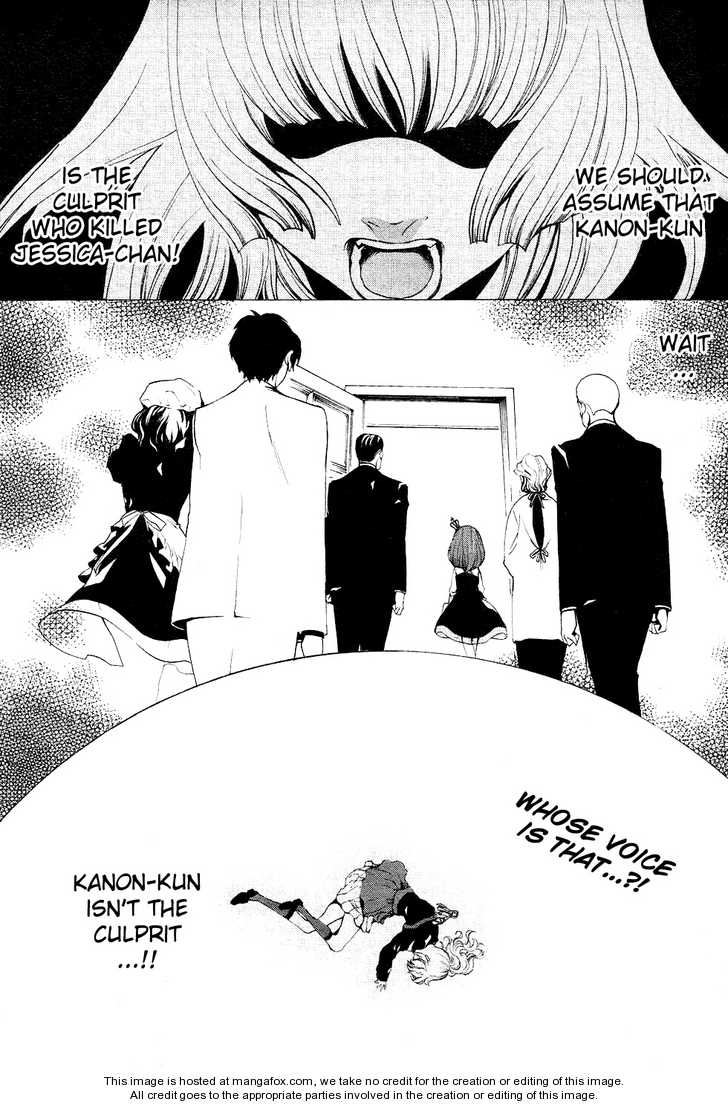 WE SHOULD
ASSUME THAT
KANON-KUN
IS THE
CULPRIT
WHO KILLED
JESSICA-CHAN!
WAIT
...
WHOSE VOICE
IS THAT...?!
KANON-KUN
ISN'T THE
CULPRIT
...!!
This image is hosted at mangafox.com, we take no credit for the creation or editing of this image.
All credit goes to the appropriate parties involved in the creation or editing of this image.